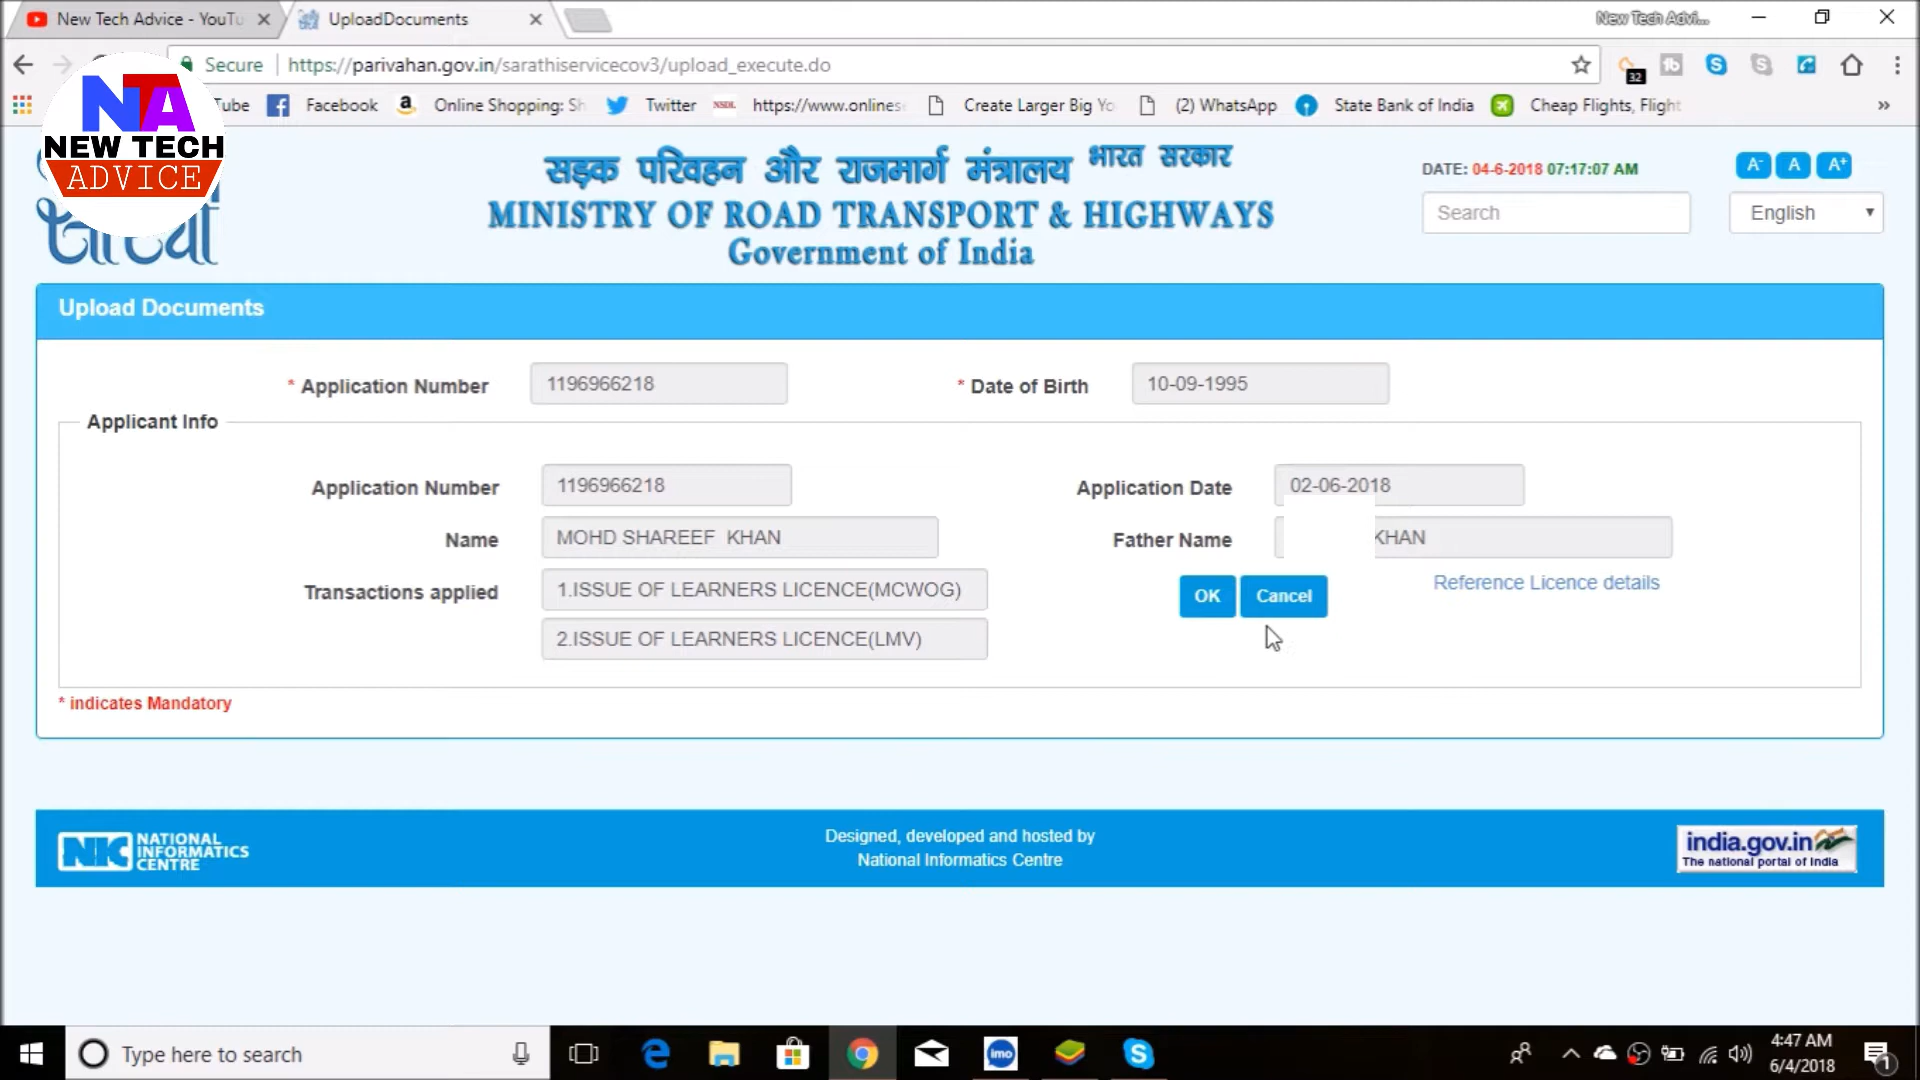 New Tech Advice - YouTu
UploadDocuments
New Tech Advi...
Secure
https://parivahan.gov.in/sarathiservicecov3/upload_execute.do
32
Tube
Facebook
Online Shopping: Sh
Twitter
NSDL
https://www.onlines
Create Larger Big Yo
(2) WhatsApp
State Bank of India
Cheap Flights, Flight
»
NTA
NEW TECH
ADVICE
सड़क परिवहन और राजमार्ग मंत्रालय भारत सरकार
MINISTRY OF ROAD TRANSPORT & HIGHWAYS
Government of India
DATE: 04-6-2018 07:17:07 AM
A- A A+
Search
English
Upload Documents
* Application Number 1196966218
* Date of Birth 10-09-1995
Applicant Info
Application Number 1196966218
Application Date 02-06-2018
Name MOHD SHAREEF KHAN
Father Name KHAN
Transactions applied 1.ISSUE OF LEARNERS LICENCE(MCWOG)
OK Cancel
Reference Licence details
2.ISSUE OF LEARNERS LICENCE(LMV)
* indicates Mandatory
NIC NATIONAL
INFORMATICS
CENTRE
Designed, developed and hosted by
National Informatics Centre
india.gov.in
The national portal of India
Type here to search
imo
4:47 AM
6/4/2018
1